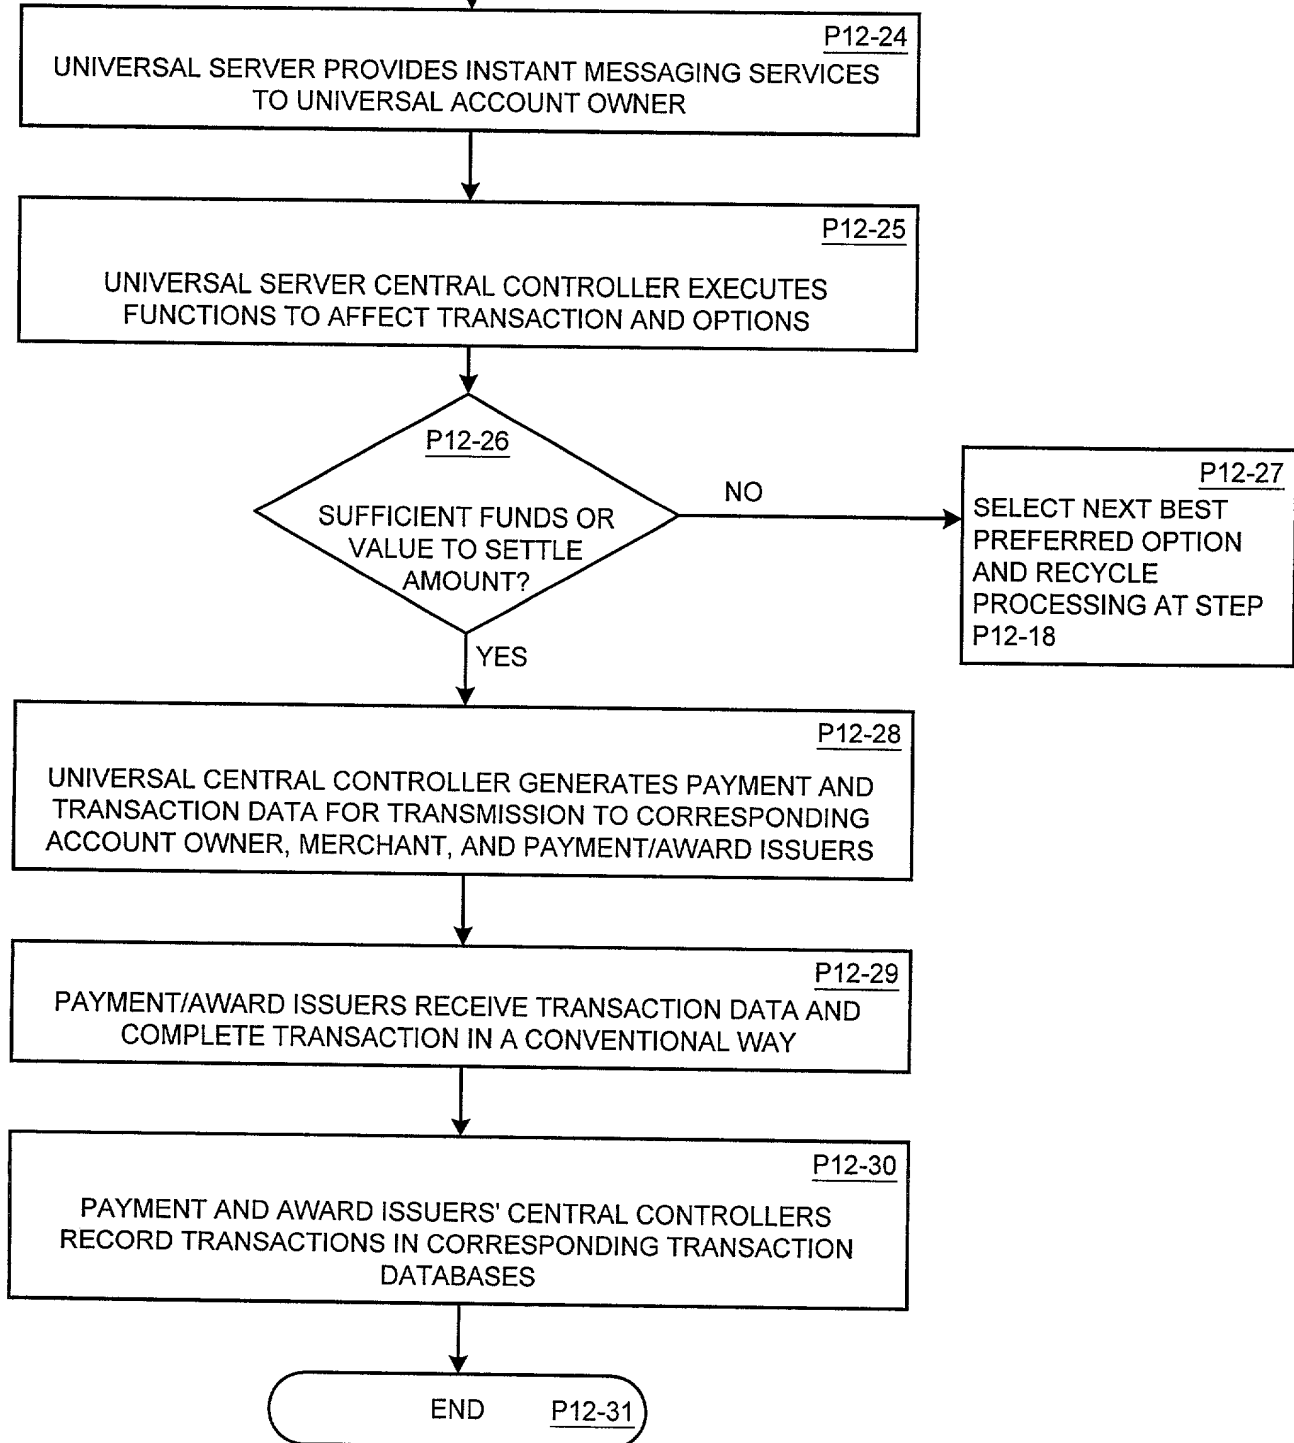 P12-24
UNIVERSAL SERVER PROVIDES INSTANT MESSAGING SERVICES
TO UNIVERSAL ACCOUNT OWNER
P12-25
UNIVERSAL SERVER CENTRAL CONTROLLER EXECUTES
FUNCTIONS TO AFFECT TRANSACTION AND OPTIONS
P12-26
SUFFICIENT FUNDS OR
VALUE TO SETTLE
AMOUNT?
NO
P12-27
SELECT NEXT BEST
PREFERRED OPTION
AND RECYCLE
PROCESSING AT STEP
P12-18
YES
P12-28
UNIVERSAL CENTRAL CONTROLLER GENERATES PAYMENT AND
TRANSACTION DATA FOR TRANSMISSION TO CORRESPONDING
ACCOUNT OWNER, MERCHANT, AND PAYMENT/AWARD ISSUERS
P12-29
PAYMENT/AWARD ISSUERS RECEIVE TRANSACTION DATA AND
COMPLETE TRANSACTION IN A CONVENTIONAL WAY
P12-30
PAYMENT AND AWARD ISSUERS' CENTRAL CONTROLLERS
RECORD TRANSACTIONS IN CORRESPONDING TRANSACTION
DATABASES
END P12-31